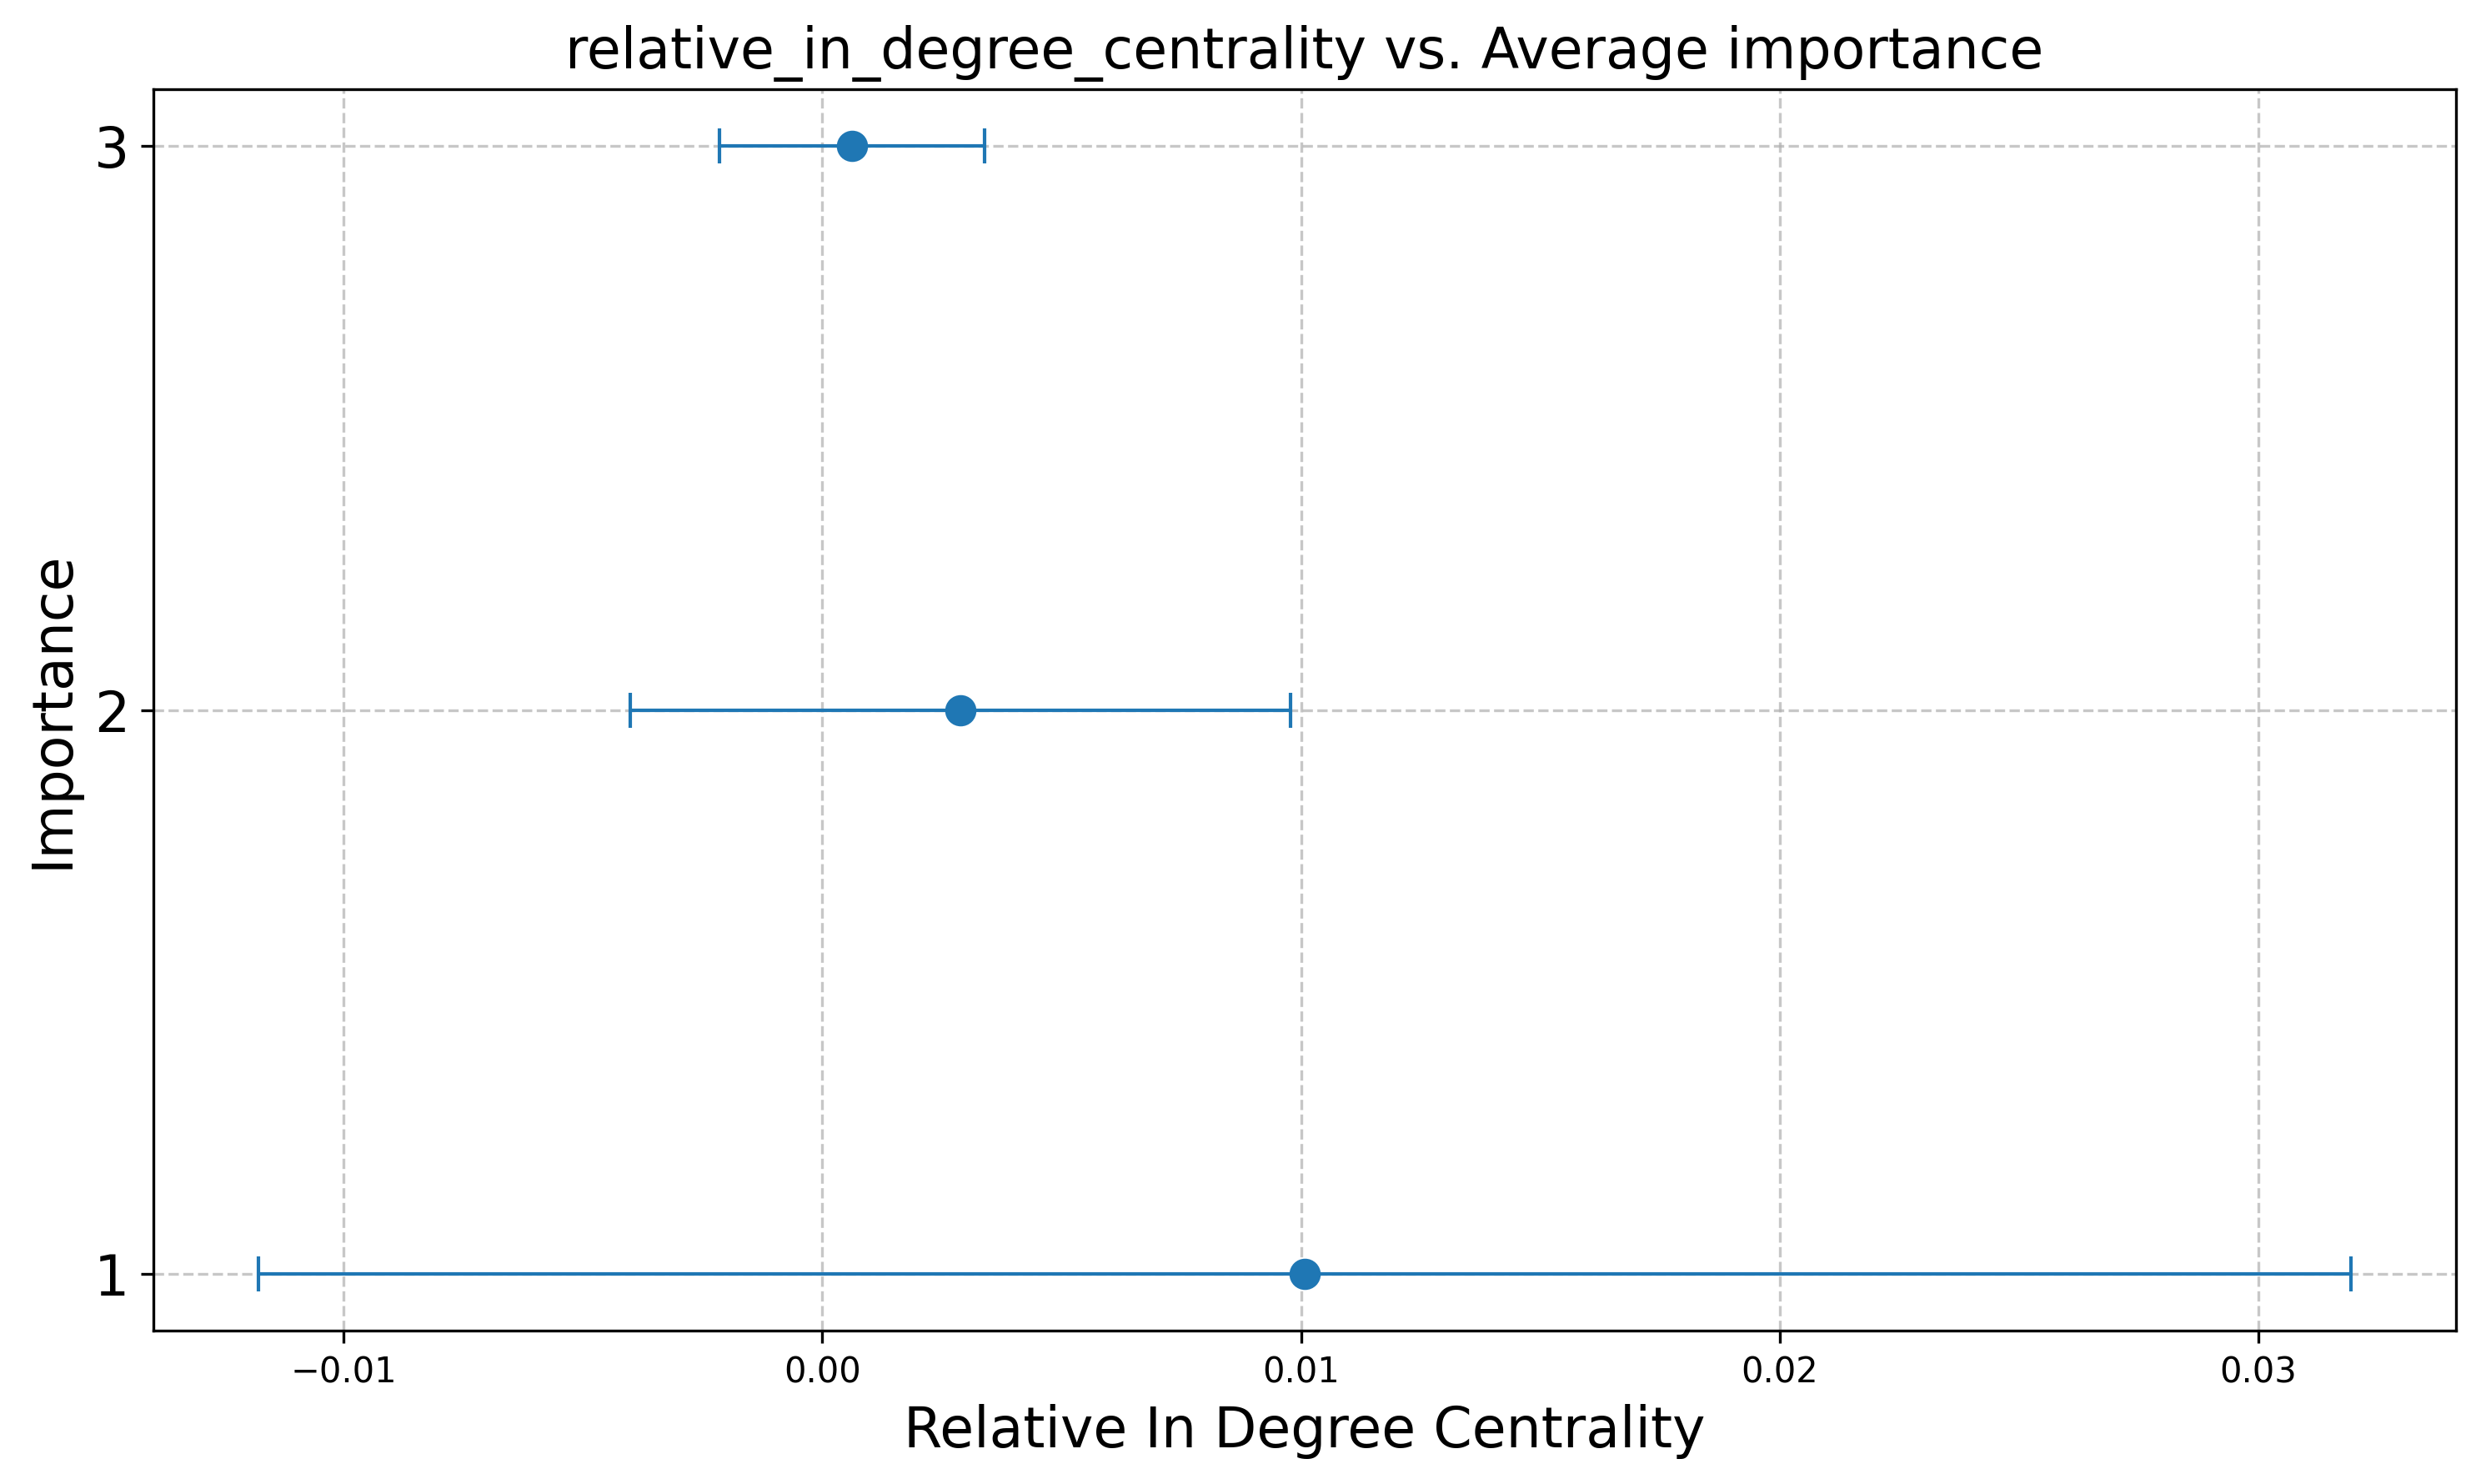 relative_in_degree_centrality vs. Average importance
3
2
1
Importance
−0.01 0.00 0.01 0.02 0.03
Relative In Degree Centrality